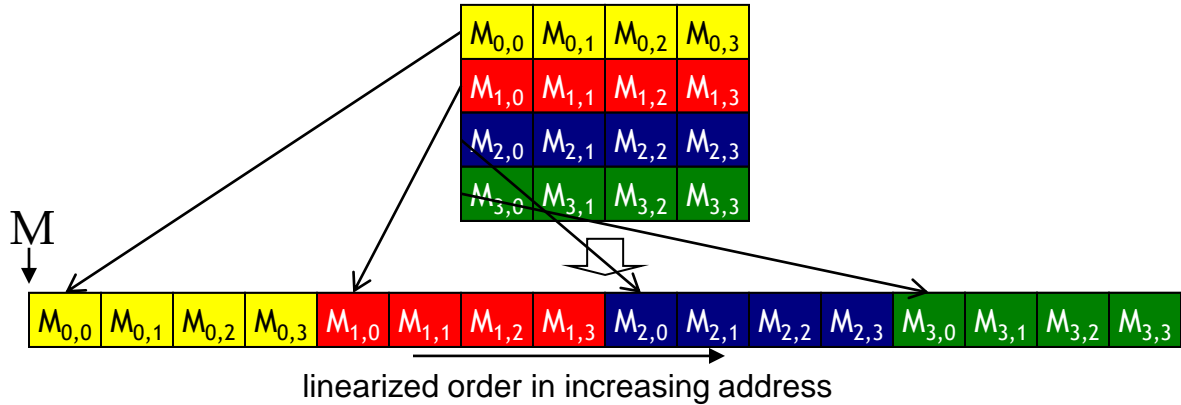 M0,0 M0,1 M0,2 M0,3
M1,0 M1,1 M1,2 M1,3
M2,0 M2,1 M2,2 M2,3
M3,0 M3,1 M3,2 M3,3
M
M0,0 M0,1 M0,2 M0,3 M1,0 M1,1 M1,2 M1,3 M2,0 M2,1 M2,2 M2,3 M3,0 M3,1 M3,2 M3,3
linearized order in increasing address